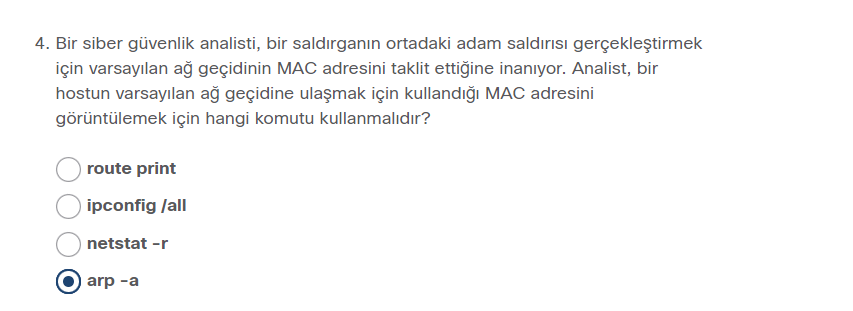 4. Bir siber güvenlik analisti, bir saldırganın ortadaki adam saldırısı gerçekleştirmek
için varsayılan ağ geçidinin MAC adresini taklit ettiğine inanıyor. Analist, bir
hostun varsayılan ağ geçidine ulaşmak için kullandığı MAC adresini
görüntülemek için hangi komutu kullanmalıdır?
route print
ipconfig /all
netstat -r
arp -a